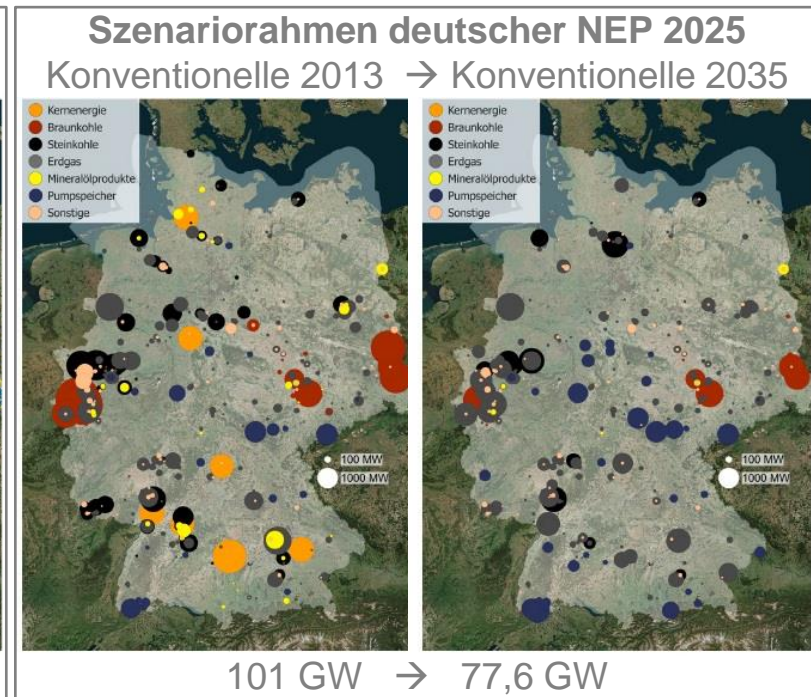 Szenariorahmen deutscher NEP 2025
Konventionelle 2013 → Konventionelle 2035
Kernenergie
Braunkohle
Steinkohle
Erdgas
Mineralölprodukte
Pumpspeicher
Sonstige
100 MW
1000 MW
Kernenergie
Braunkohle
Steinkohle
Erdgas
Mineralölprodukte
Pumpspeicher
Sonstige
100 MW
1000 MW
101 GW → 77,6 GW